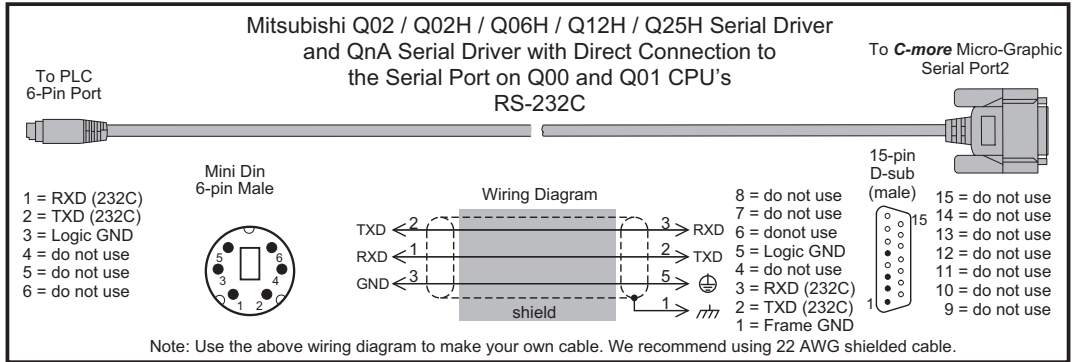 Mitsubishi Q02 / Q02H / Q06H / Q12H / Q25H Serial Driver
and QnA Serial Driver with Direct Connection to
the Serial Port on Q00 and Q01 CPU's
RS-232C
To PLC
6-Pin Port
To C-more Micro-Graphic
Serial Port2
1 = RXD (232C)
2 = TXD (232C)
3 = Logic GND
4 = do not use
5 = do not use
6 = do not use
Mini Din
6-pin Male
5
6
3
4
1
2
Wiring Diagram
TXD 2 3 RXD
RXD 1 2 TXD
GND 3 5
1
shield
8 = do not use
7 = do not use
6 = donot use
5 = Logic GND
4 = do not use
3 = RXD (232C)
2 = TXD (232C)
1 = Frame GND
15-pin
D-sub
(male)
15
1
15 = do not use
14 = do not use
13 = do not use
12 = do not use
11 = do not use
10 = do not use
9 = do not use
Note: Use the above wiring diagram to make your own cable. We recommend using 22 AWG shielded cable.